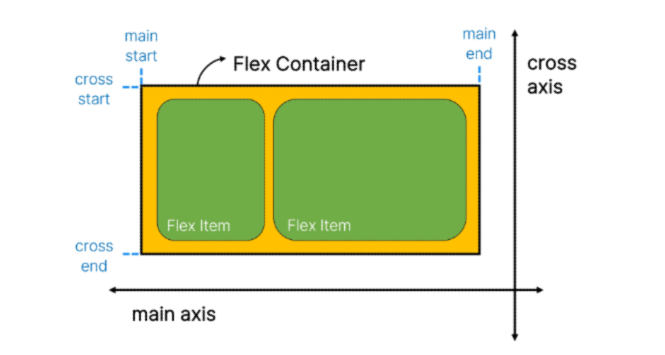 main
start
main
end
Flex Container
cross
axis
cross
start
Flex Item
Flex Item
cross
end
main axis